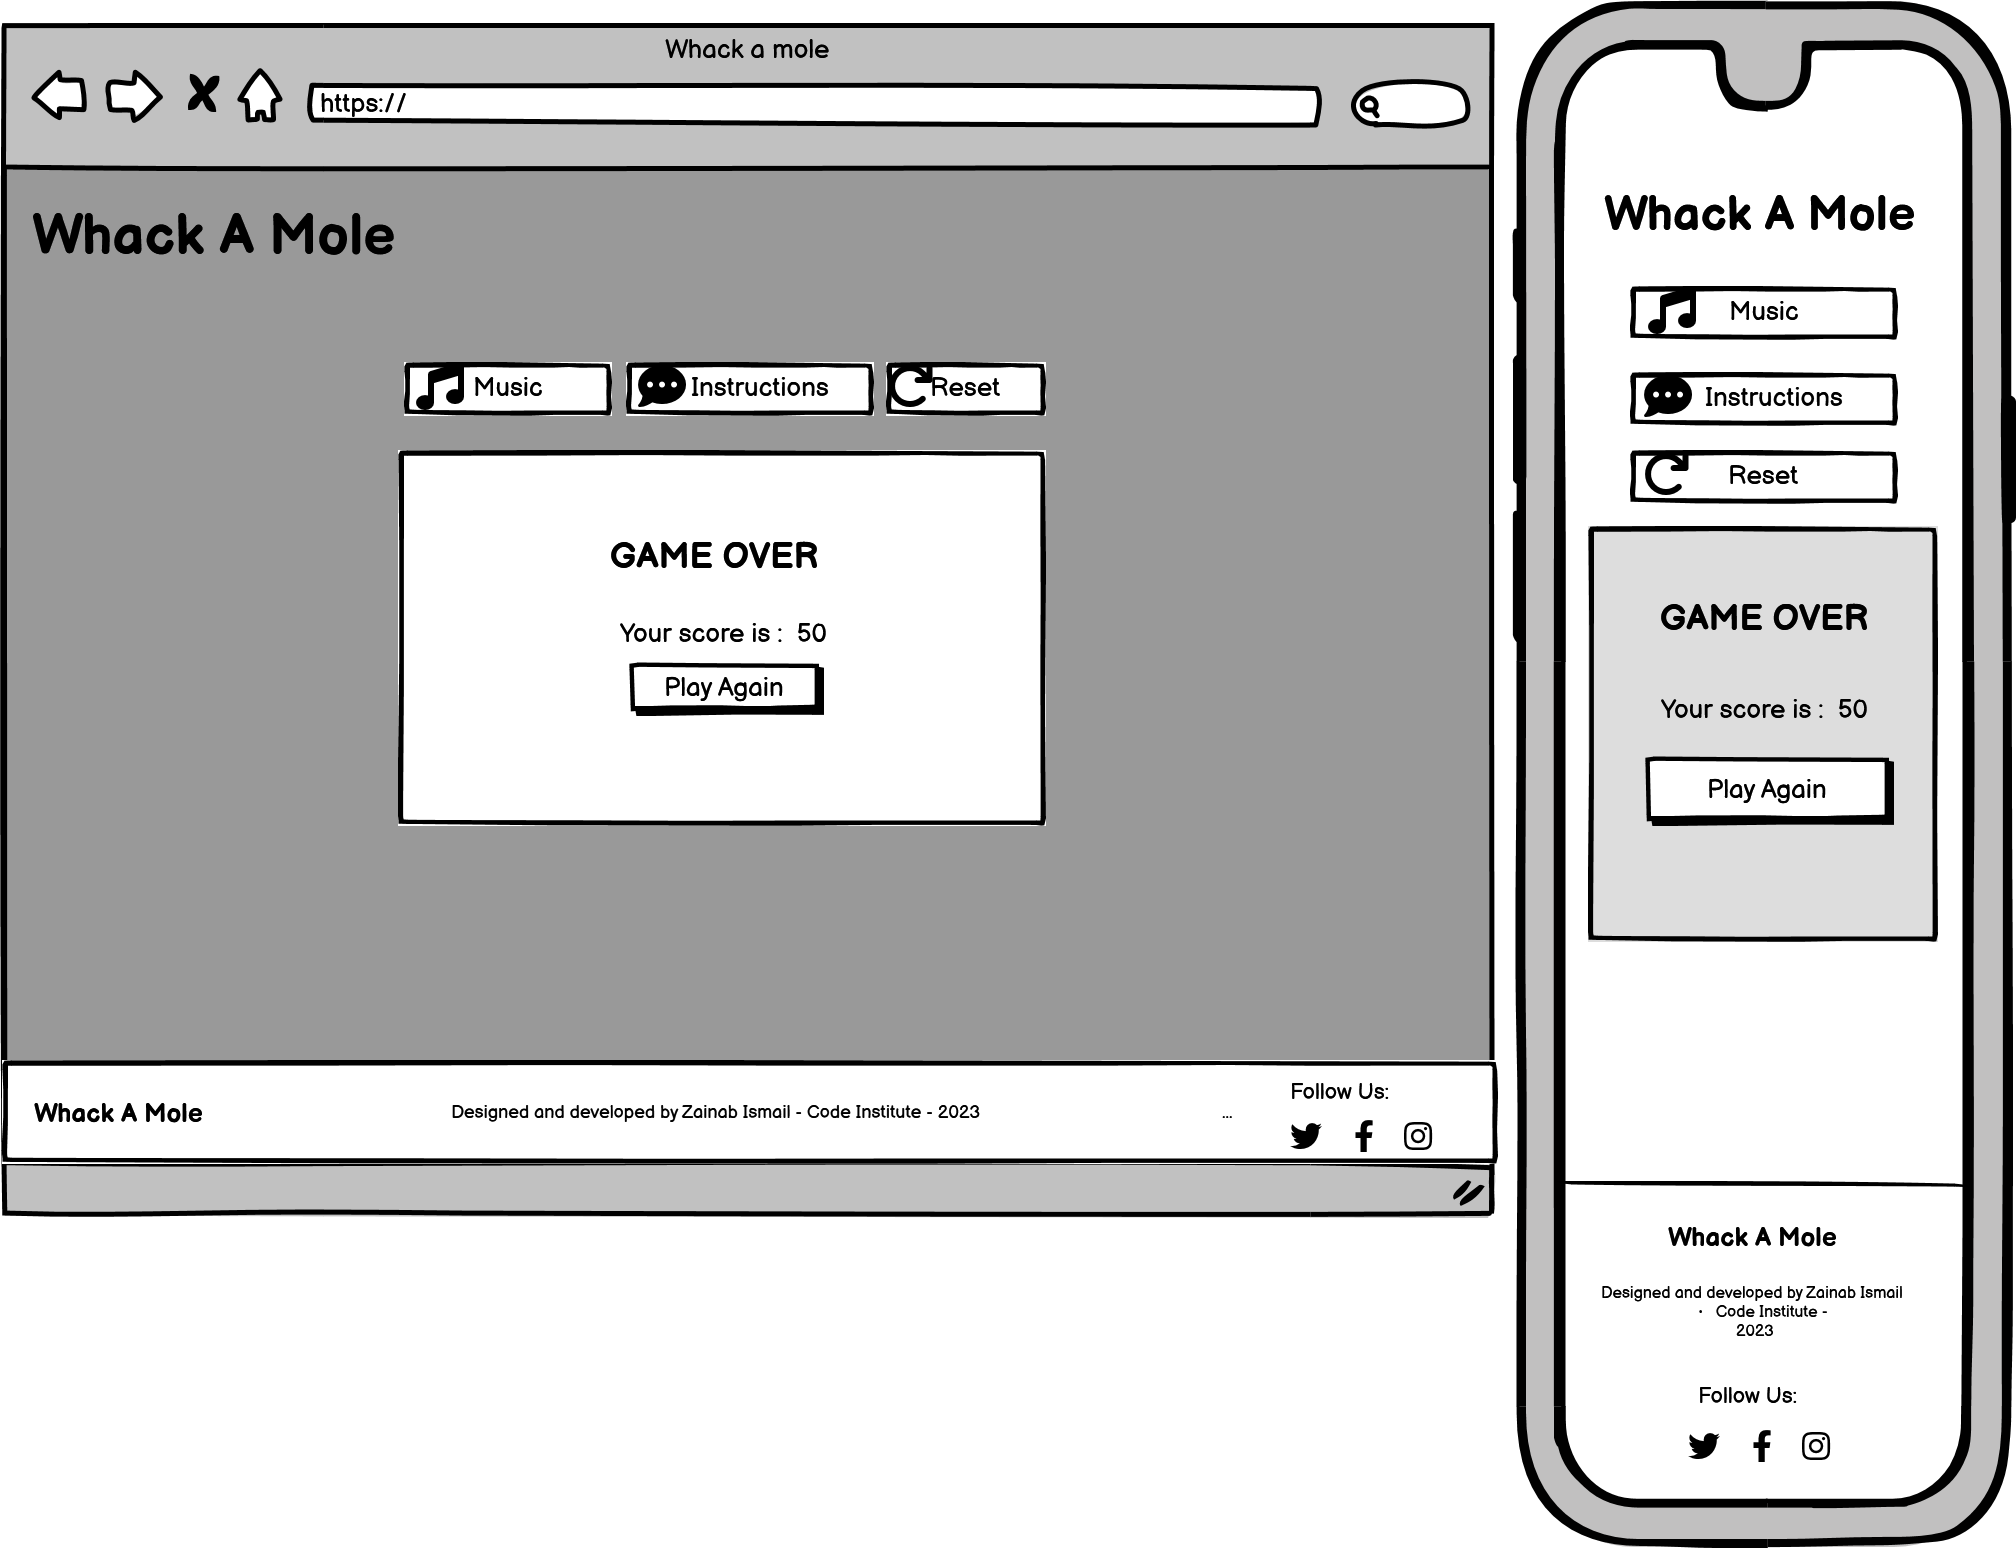 Whack a mole
https://
Whack A Mole
Music
Instructions
Reset
GAME OVER
Your score is : 50
Play Again
Whack A Mole
Designed and developed by Zainab Ismail - Code Institute - 2023
...
Follow Us:
Whack A Mole
Music
Instructions
Reset
GAME OVER
Your score is : 50
Play Again
Whack A Mole
Designed and developed by Zainab Ismail
· Code Institute -
2023
Follow Us: